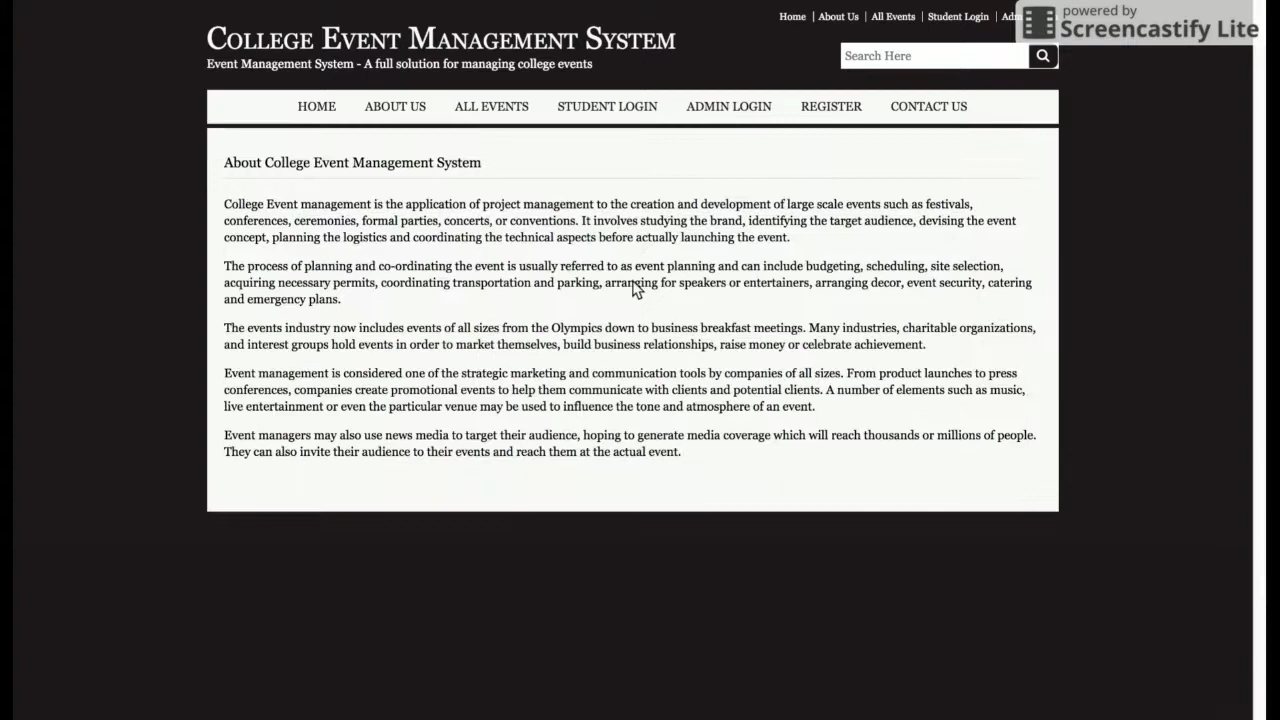 Home | About Us | All Events | Student Login |
powered by
Screencastify Lite
College Event Management System
Event Management System - A full solution for managing college events
Search Here
HOME ABOUT US ALL EVENTS STUDENT LOGIN ADMIN LOGIN REGISTER CONTACT US
About College Event Management System
College Event management is the application of project management to the creation and development of large scale events such as festivals,
conferences, ceremonies, formal parties, concerts, or conventions. It involves studying the brand, identifying the target audience, devising the event
concept, planning the logistics and coordinating the technical aspects before actually launching the event.
The process of planning and co-ordinating the event is usually referred to as event planning and can include budgeting, scheduling, site selection,
acquiring necessary permits, coordinating transportation and parking, arranging for speakers or entertainers, arranging decor, event security, catering
and emergency plans.
The events industry now includes events of all sizes from the Olympics down to business breakfast meetings. Many industries, charitable organizations,
and interest groups hold events in order to market themselves, build business relationships, raise money or celebrate achievement.
Event management is considered one of the strategic marketing and communication tools by companies of all sizes. From product launches to press
conferences, companies create promotional events to help them communicate with clients and potential clients. A number of elements such as music,
live entertainment or even the particular venue may be used to influence the tone and atmosphere of an event.
Event managers may also use news media to target their audience, hoping to generate media coverage which will reach thousands or millions of people.
They can also invite their audience to their events and reach them at the actual event.